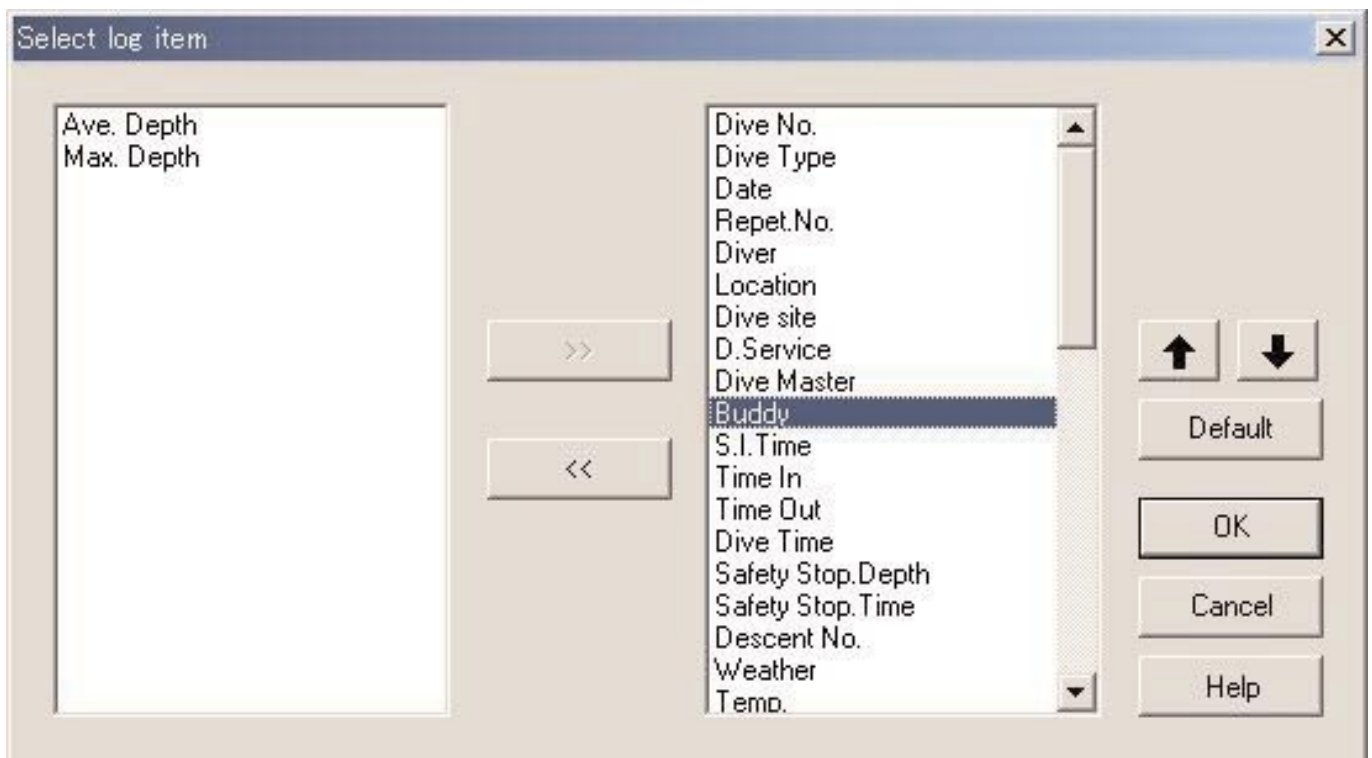 Select log item
Ave. Depth
Max. Depth
>>
<<
Dive No.
Dive Type
Date
Repet.No.
Diver
Location
Dive site
D.Service
Dive Master
Buddy
S.I.Time
Time In
Time Out
Dive Time
Safety Stop.Depth
Safety Stop.Time
Descent No.
Weather
Temp.
Default
OK
Cancel
Help